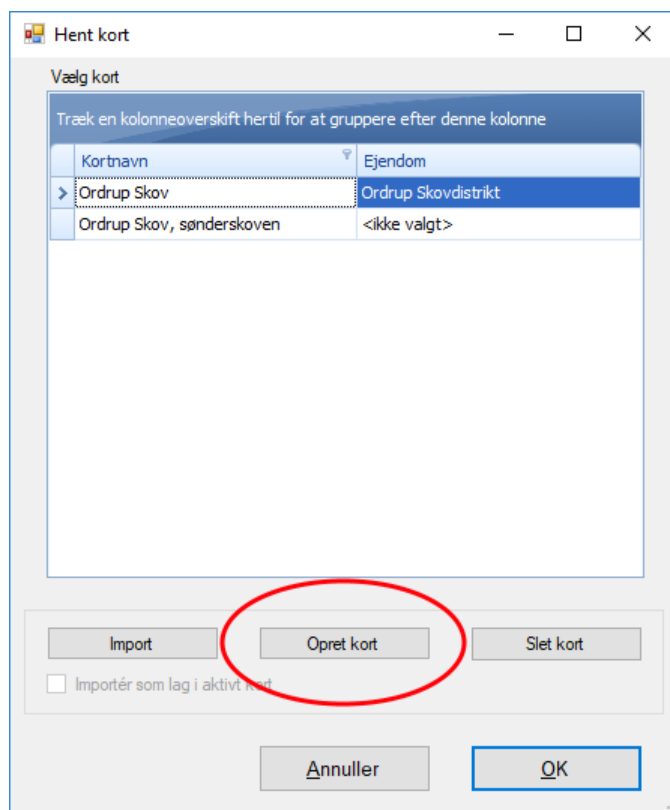 Hent kort
Vælg kort
Træk en kolonneoverskift hertil for at gruppere efter denne kolonne
Kortnavn Ejendom
Ordrup Skov Ordrup Skovdistrikt
Ordrup Skov, sønderskoven <ikke valgt>
Import Opret kort Slet kort
Importér som lag i aktivt kort
Annuller OK